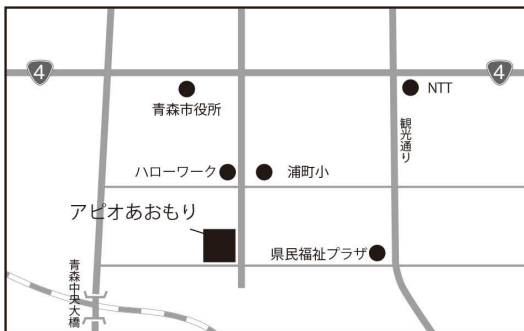 4
4
NTT
青森市役所
観光通り
ハローワーク
浦町小
アピオあおもり
県民福祉プラザ
青森中央大橋